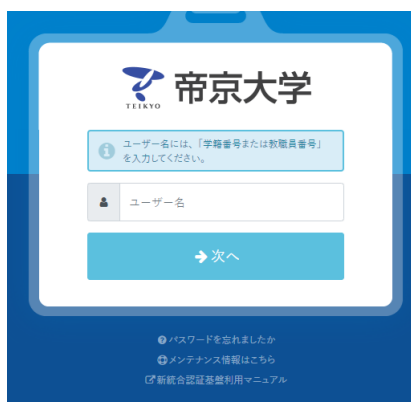 帝京大学
TEIKYO
ユーザー名には、「学籍番号または教職員番号」
を入力してください。
ユーザー名
次へ
パスワードを忘れましたか
メンテナンス情報はこちら
新統合認証基盤利用マニュアル